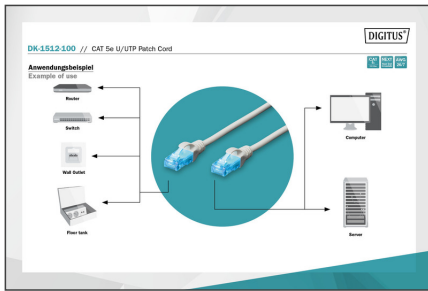 DIGITUS®
DK-1512-100 // CAT 5e U/UTP Patch Cord
Anwendungsbeispiel
Example of use
Router
Switch
Wall Outlet
Floor tank
Computer
Server